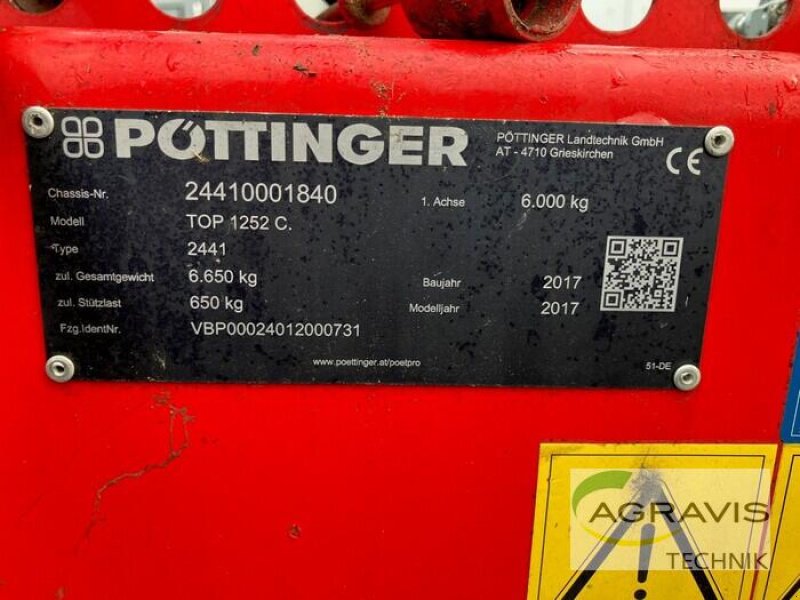 PÖTTINGER
PÖTTINGER Landtechnik GmbH
AT - 4710 Grieskirchen
CE
Chassis-Nr. 24410001840 1. Achse 6.000 kg
Modell TOP 1252 C.
Type 2441
zul. Gesamtgewicht 6.650 kg Baujahr 2017
zul. Stützlast 650 kg Modelljahr 2017
Fzg.IdentNr. VBP00024012000731
www.poettinger.at/poetpro
51-DE
AGRAVIS
TECHNIK